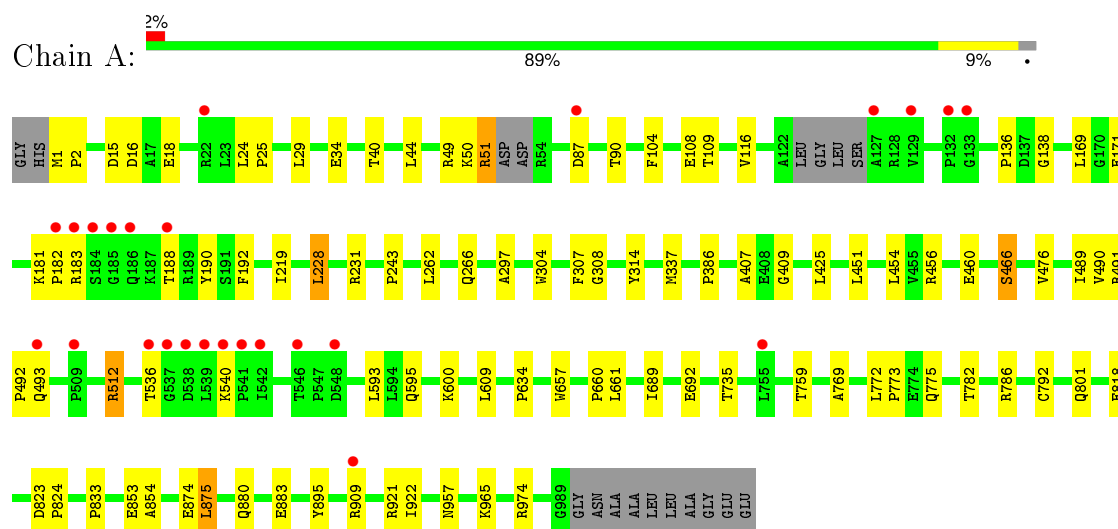 2%
Chain A:
89% 9% •
GLY HIS M1 P2 D15 D16 A17 E18 R22 L23 L24 P25 L29 E34 T40 L44 R49 K50 R51 ASP ASP R54 D87 T90 F104 E108 T109 V116 A122 LEU GLY LEU SER A127 R128 V129 P132 G133 P136 D137 G138 L169 G170
K181 P182 R183 S184 G185 Q186 K187 T188 R189 Y190 S191 F192 I219 L228 R231 P243 L262 Q266 A297 W304 F307 G308 Y314 M337 P386 A407 E408 G409 L425 L451 L454 V455 R456 E460 S466 V476 I489 V490
P492 Q493 P509 R512 T536 G537 D538 L539 K540 P541 I542 T546 P547 D548 L593 L594 Q595 K600 L609 P634 W657 P660 L661 I689 E692 T735 L755 T759 A769 L772 P773 E774 Q775 T782 R786 C792 Q801
D823 P824 P833 E853 A854 E874 L875 Q880 E883 Y895 R909 R921 I922 N957 K965 R974 G989 GLY ASN ALA ALA LEU LEU ALA GLY GLU GLU